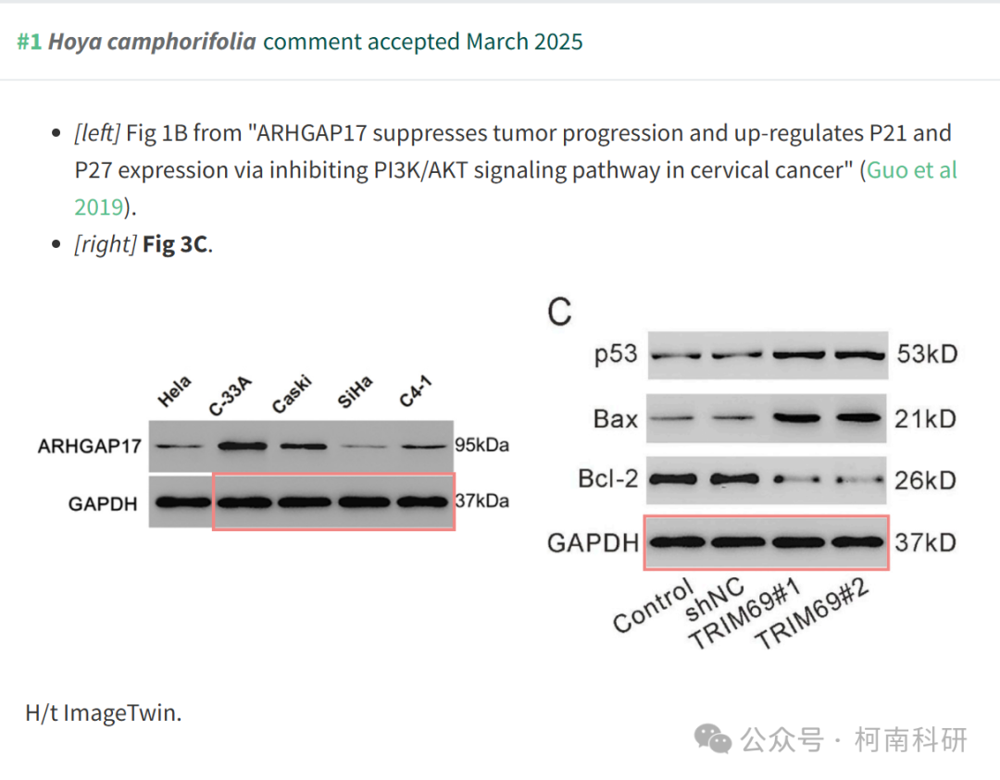 #1 Hoya camphorifolia comment accepted March 2025
• [left] Fig 1B from "ARHGAP17 suppresses tumor progression and up-regulates P21 and
P27 expression via inhibiting PI3K/AKT signaling pathway in cervical cancer" (Guo et al
2019).
• [right] Fig 3C.
Hela C-33A Caski SiHa C4-1
ARHGAP17 95kDa
GAPDH 37kDa
C
p53 53kD
Bax 21kD
Bcl-2 26kD
GAPDH 37kD
Control shNC TRIM69#1 TRIM69#2
H/t ImageTwin.
公众号 · 柯南科研